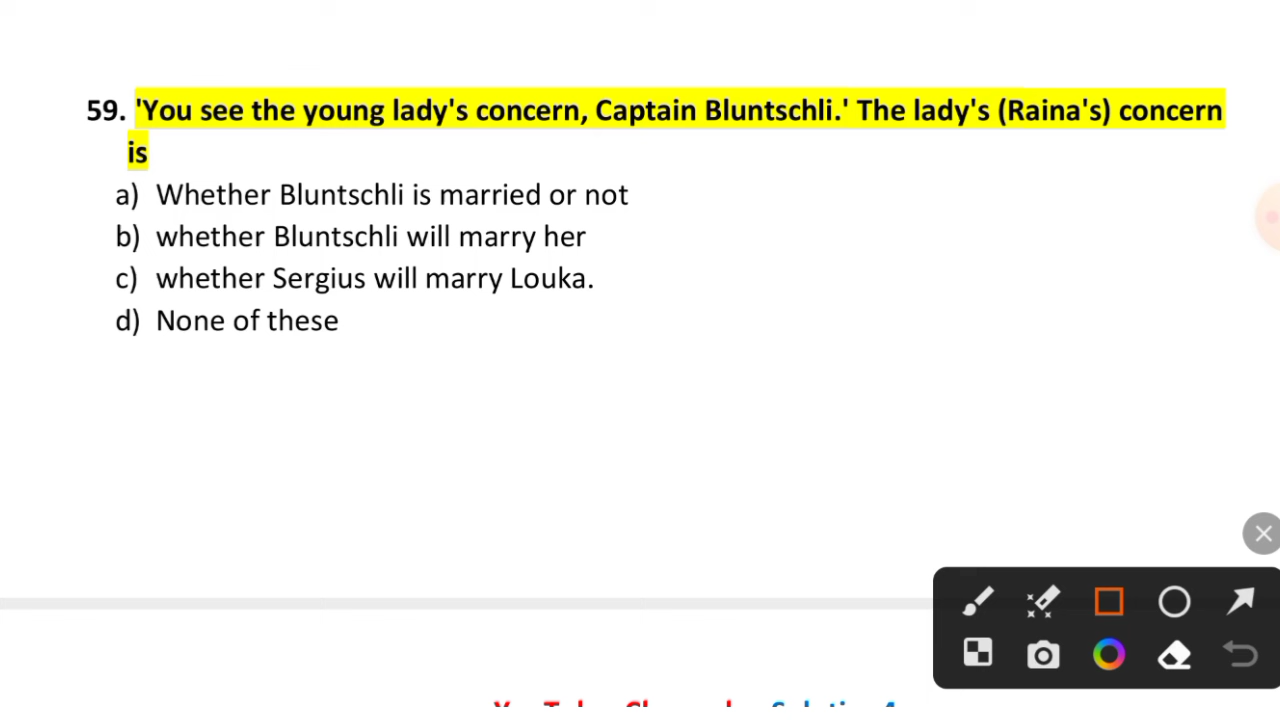 59. 'You see the young lady's concern, Captain Bluntschli.' The lady's (Raina's) concern
is
a) Whether Bluntschli is married or not
b) whether Bluntschli will marry her
c) whether Sergius will marry Louka.
d) None of these